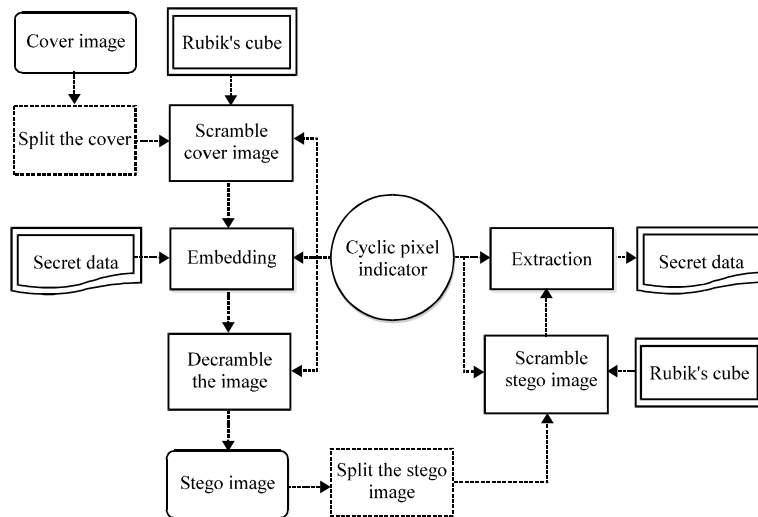 Cover image
Rubik's cube
Split the cover
Scramble
cover image
Secret data
Embedding
Cyclic pixel
indicator
Extraction
Secret data
Decramble
the image
Scramble
stego image
Rubik's cube
Stego image
Split the stego
image